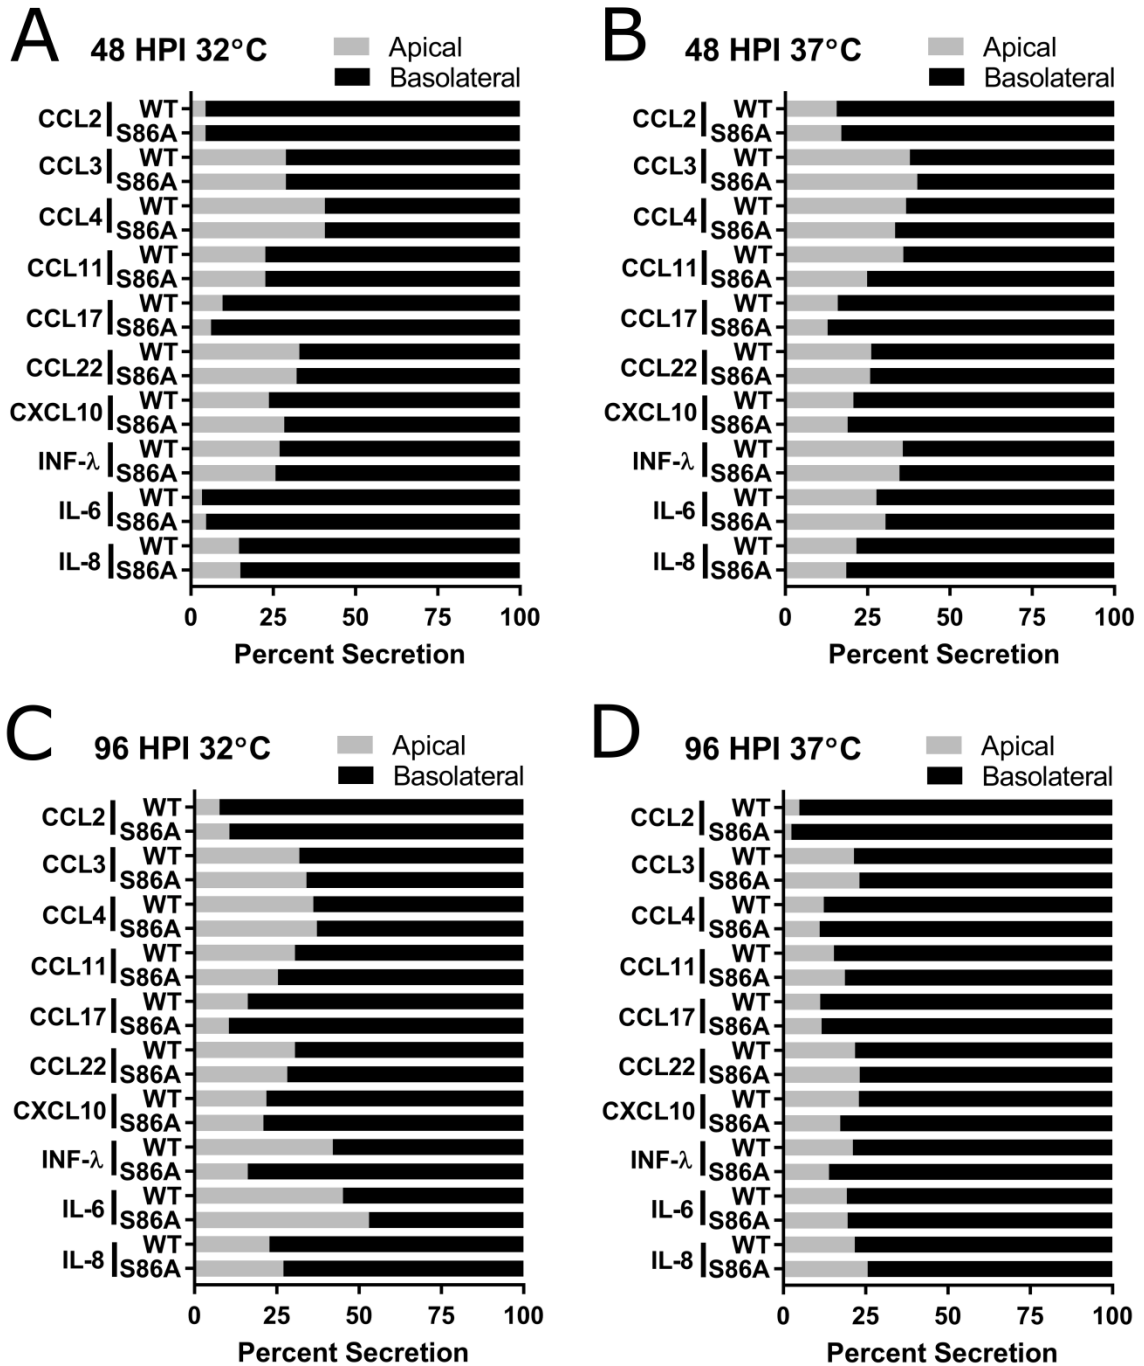 A
48 HPI 32°C
Apical
Basolateral
CCL2
WT
S86A
CCL3
WT
S86A
CCL4
WT
S86A
CCL11
WT
S86A
CCL17
WT
S86A
CCL22
WT
S86A
CXCL10
WT
S86A
INF-λ
WT
S86A
IL-6
WT
S86A
IL-8
WT
S86A
0 25 50 75 100
Percent Secretion
B
48 HPI 37°C
Apical
Basolateral
CCL2
WT
S86A
CCL3
WT
S86A
CCL4
WT
S86A
CCL11
WT
S86A
CCL17
WT
S86A
CCL22
WT
S86A
CXCL10
WT
S86A
INF-λ
WT
S86A
IL-6
WT
S86A
IL-8
WT
S86A
0 25 50 75 100
Percent Secretion
C
96 HPI 32°C
Apical
Basolateral
CCL2
WT
S86A
CCL3
WT
S86A
CCL4
WT
S86A
CCL11
WT
S86A
CCL17
WT
S86A
CCL22
WT
S86A
CXCL10
WT
S86A
INF-λ
WT
S86A
IL-6
WT
S86A
IL-8
WT
S86A
0 25 50 75 100
Percent Secretion
D
96 HPI 37°C
Apical
Basolateral
CCL2
WT
S86A
CCL3
WT
S86A
CCL4
WT
S86A
CCL11
WT
S86A
CCL17
WT
S86A
CCL22
WT
S86A
CXCL10
WT
S86A
INF-λ
WT
S86A
IL-6
WT
S86A
IL-8
WT
S86A
0 25 50 75 100
Percent Secretion